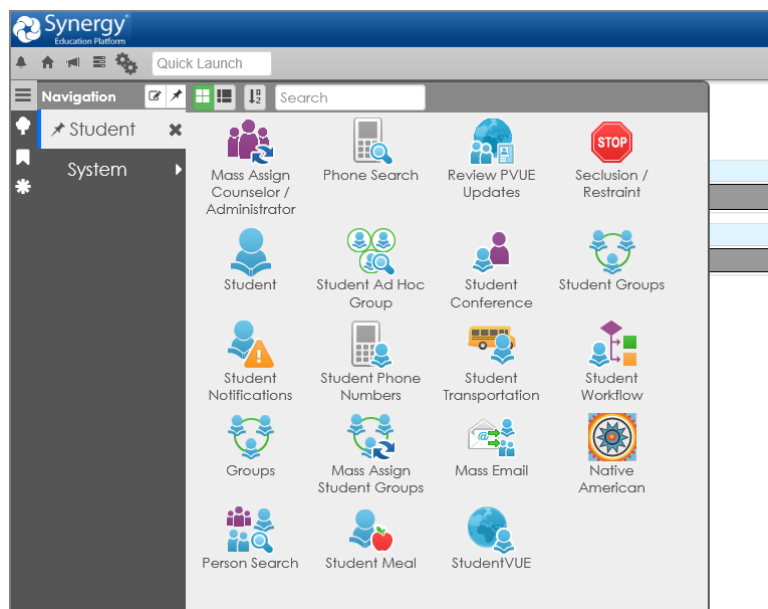 Synergy®
Education Platform
Quick Launch
Navigation
Search
Student
System
Mass Assign
Counselor /
Administrator
Phone Search
Review PVUE
Updates
STOP
Seclusion /
Restraint
Student
Student Ad Hoc
Group
Student
Conference
Student Groups
Student
Notifications
Student Phone
Numbers
Student
Transportation
Student
Workflow
Groups
Mass Assign
Student Groups
@
Mass Email
Native
American
Person Search
Student Meal
StudentVUE